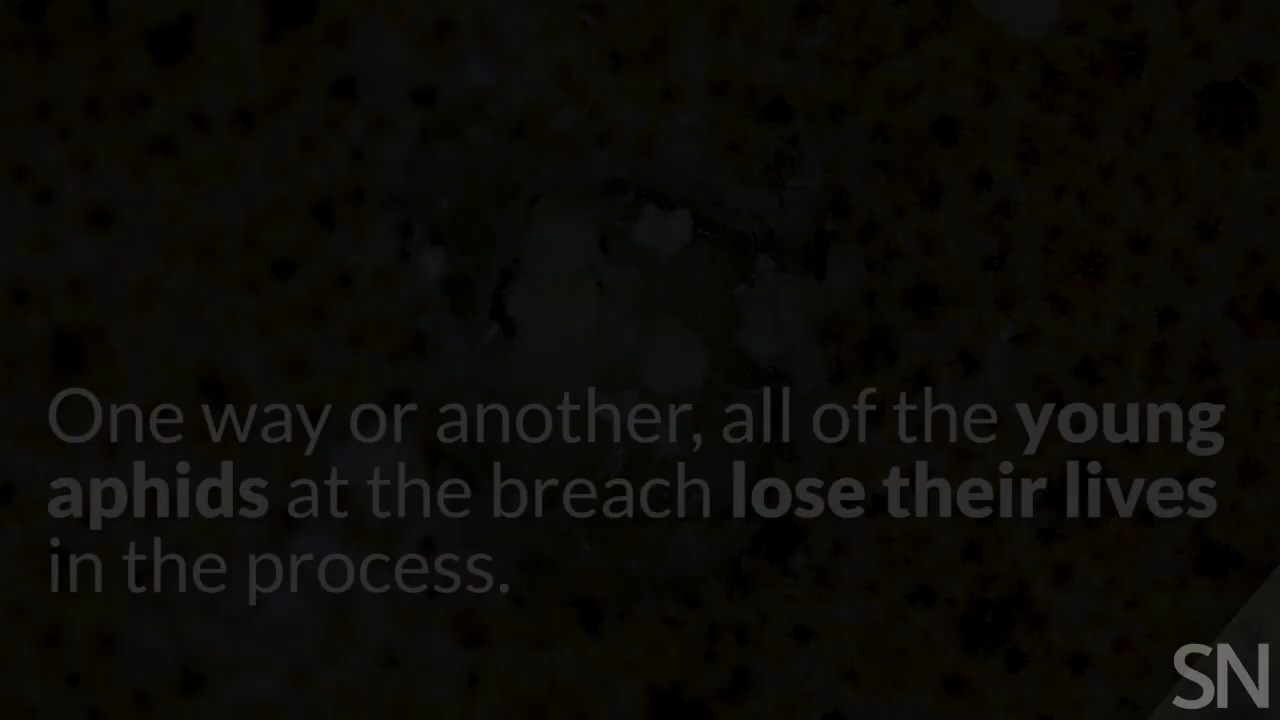 One way or another, all of the young
aphids at the breach lose their lives
in the process.
SN